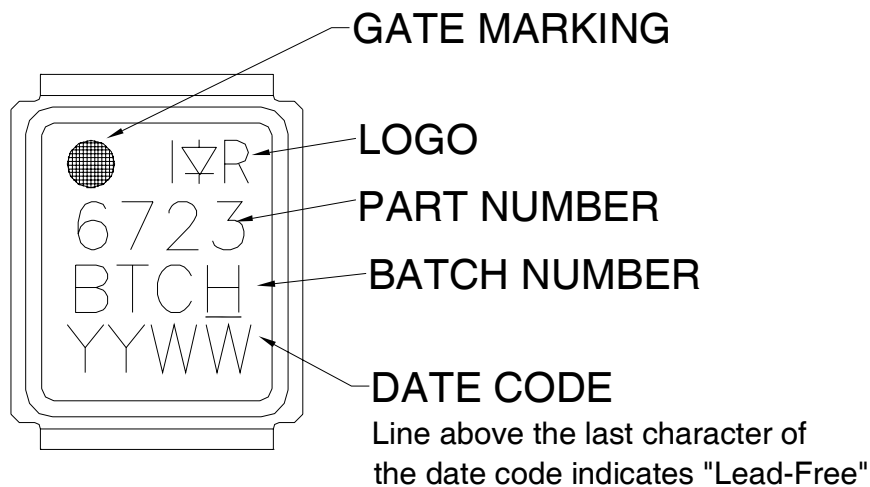 GATE MARKING
I R
LOGO
6723
PART NUMBER
BTCH
BATCH NUMBER
YYWW
DATE CODE
Line above the last character of
the date code indicates "Lead-Free"